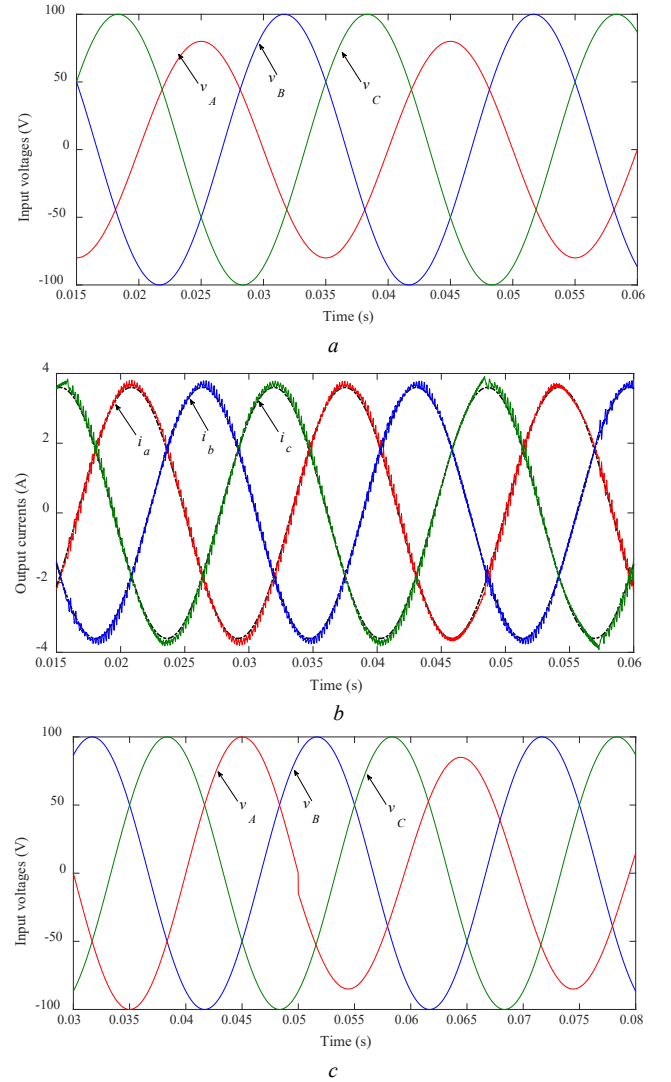 100
50
0
-50
-100
Input voltages (V)
v A
v B
v C
0.015 0.02 0.025 0.03 0.035 0.04 0.045 0.05 0.055 0.06
Time (s)
a
4
2
0
-2
-4
Output currents (A)
i a
i b
i c
0.015 0.02 0.025 0.03 0.035 0.04 0.045 0.05 0.055 0.06
Time (s)
b
100
50
0
-50
-100
Input voltages (V)
v A
v B
v C
0.03 0.035 0.04 0.045 0.05 0.055 0.06 0.065 0.07 0.075 0.08
Time (s)
c